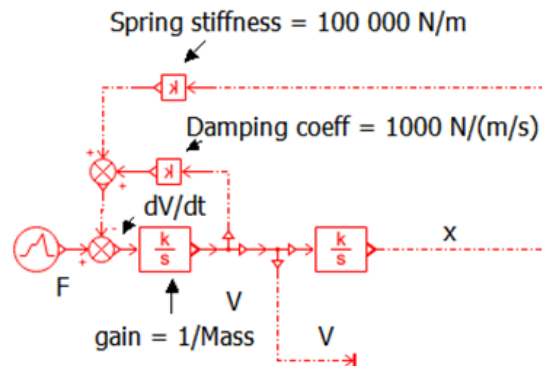 Spring stiffness = 100 000 N/m
k
Damping coeff = 1000 N/(m/s)
+
+
k
dV/dt
-
+
F
k
s
V
k
s
x
gain = 1/Mass
V